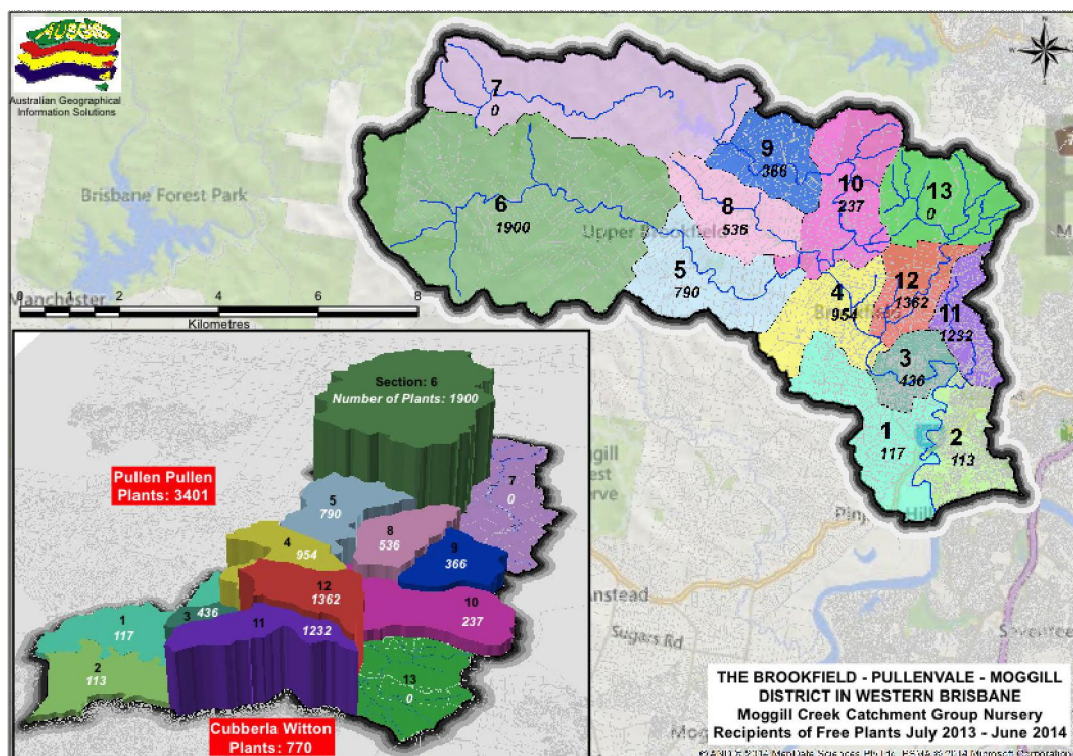 AUSGIS
Australian Geographical
Information Solutions
N
W
E
S
7
0
9
366
10
237
13
0
8
536
6
1900
Upper Brookfield
5
790
Brisbane Forest Park
Manchester
0 2 4 6 8
Kilometres
12
1362
4
954
11
1232
3
436
1
117
2
113
Section: 6
Number of Plants: 1900
Pullen Pullen
Plants: 3401
7
0
5
790
8
536
4
954
9
366
12
1362
10
237
3
436
1
117
11
1232
2
113
13
0
Cubberla Witton
Plants: 770
Sugars Rd
THE BROOKFIELD - PULLENVALE - MOGGILL
DISTRICT IN WESTERN BRISBANE
Moggill Creek Catchment Group Nursery
Recipients of Free Plants July 2013 - June 2014